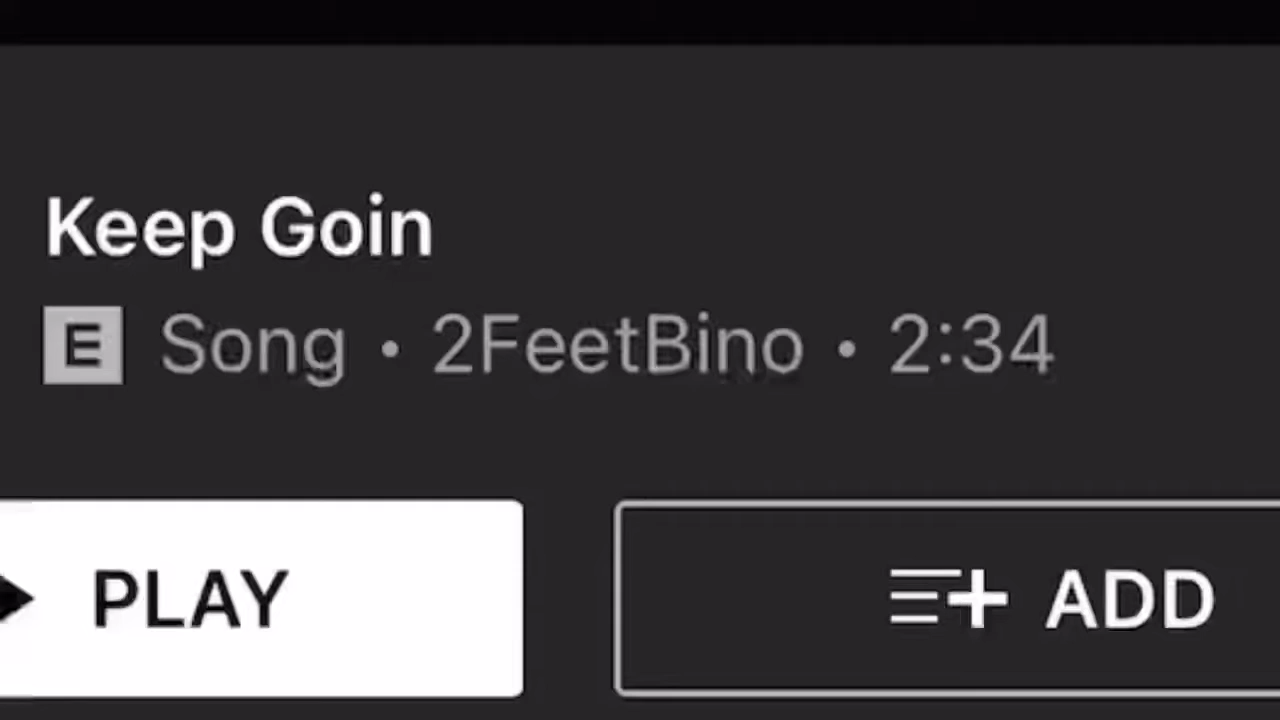 Keep Goin
E Song • 2FeetBino • 2:34
PLAY
ADD